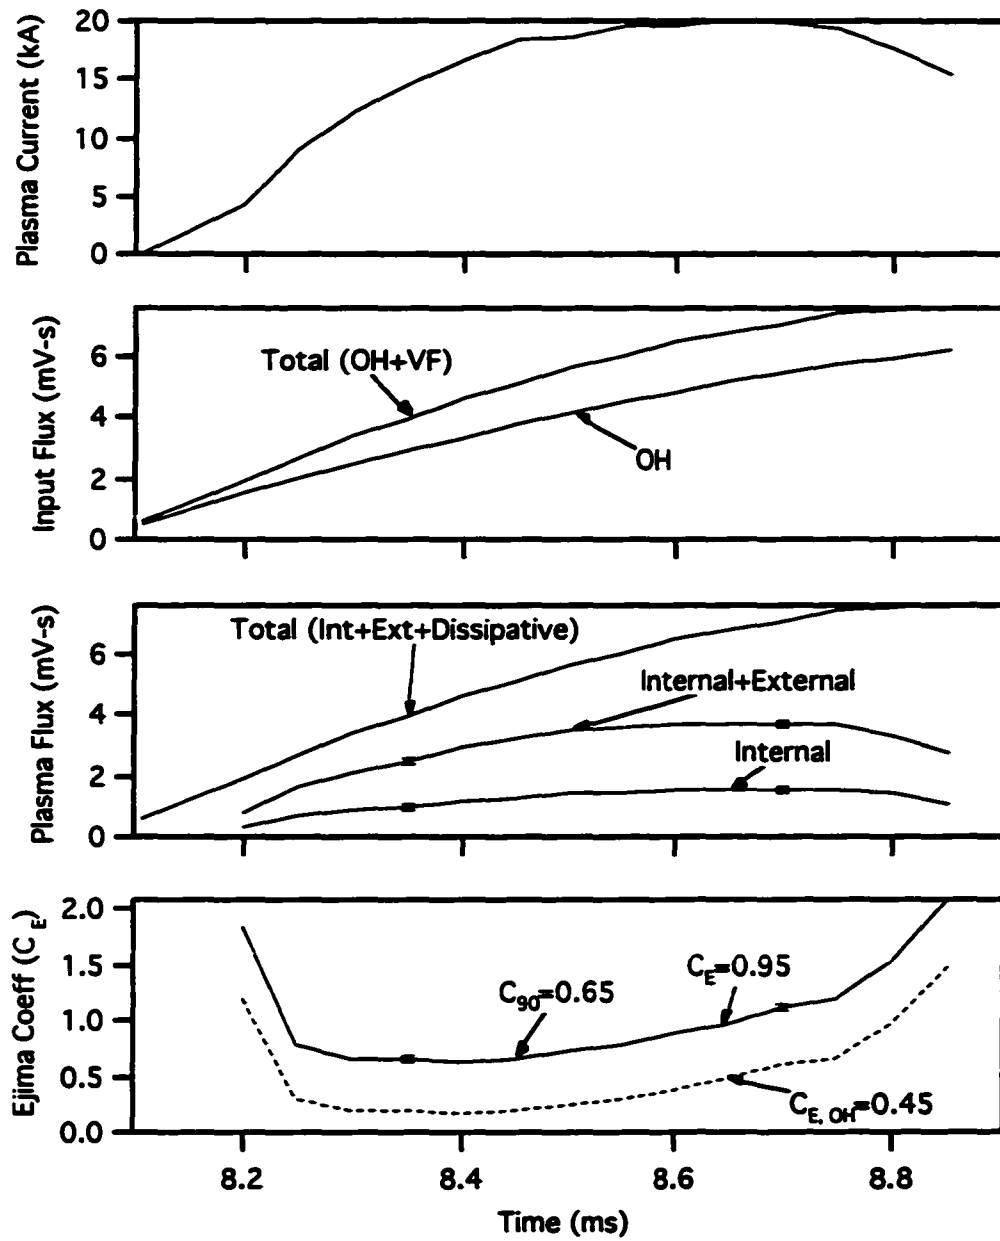 Plasma Current (kA)
20
15
10
5
0
Input Flux (mV-s)
6
4
2
0
Total (OH+VF)
OH
Plasma Flux (mV-s)
6
4
2
0
Total (Int+Ext+Dissipative)
Internal+External
Internal
Ejima Coeff (C_E)
2.0
1.5
1.0
0.5
0.0
C_90=0.65
C_E=0.95
C_E, OH=0.45
8.2 8.4 8.6 8.8
Time (ms)